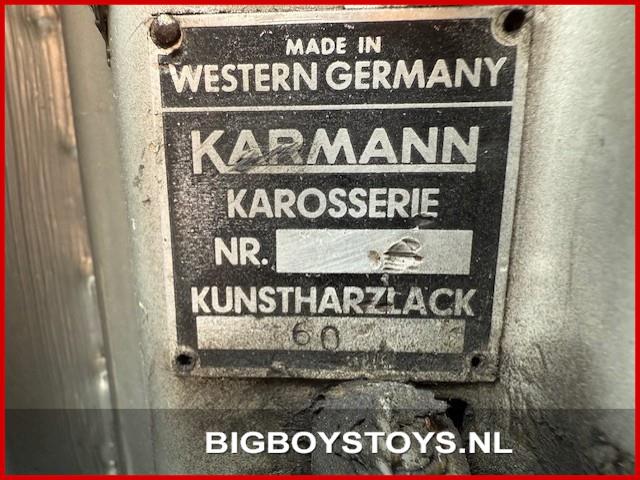 MADE IN
WESTERN GERMANY
KARMANN
KAROSSERIE
NR.
KUNSTHARZLACK
60
BIGBOYSTOYS.NL